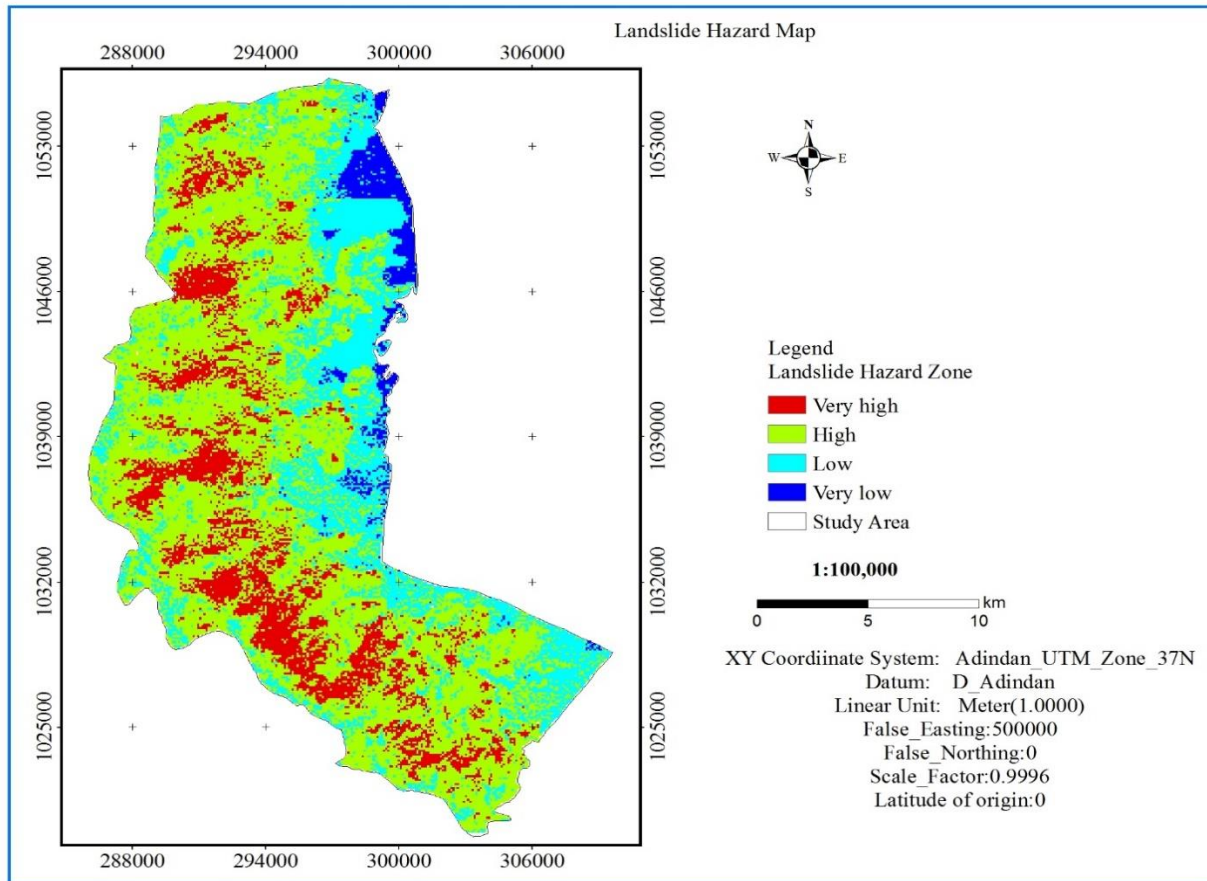 Landslide Hazard Map
288000 294000 300000 306000
1053000
1046000
1039000
1032000
1025000
1053000
1046000
1039000
1032000
1025000
288000 294000 300000 306000
N
W E
S
Legend
Landslide Hazard Zone
Very high
High
Low
Very low
Study Area
1:100,000
km
0 5 10
XY Coordiinate System: Adindan_UTM_Zone_37N
Datum: D_Adindan
Linear Unit: Meter(1.0000)
False_Easting:500000
False_Northing:0
Scale_Factor:0.9996
Latitude of origin:0